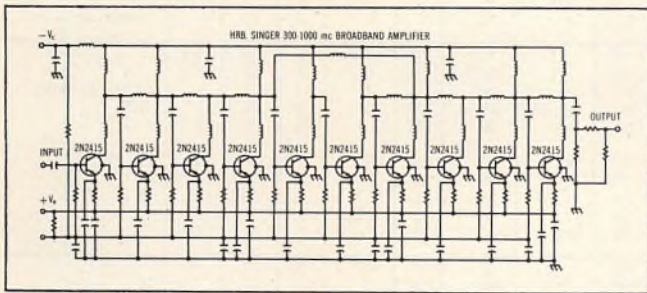 HRB. SINGER 300-1000 mc BROADBAND AMPLIFIER
−Vc
OUTPUT
2N2415 2N2415 2N2415 2N2415 2N2415 2N2415 2N2415 2N2415 2N2415 2N2415
INPUT
+Ve